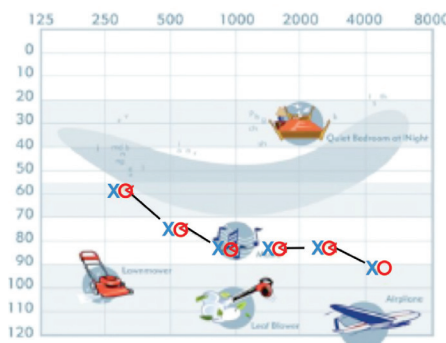 125 250 500 1000 2000 4000 8000
0
10
20
30
40
50
60
70
80
90
100
110
120
Quiet Bedroom at Night
Lawnmower
Leaf Blower
Airplane
X O X O X O X O X O X O